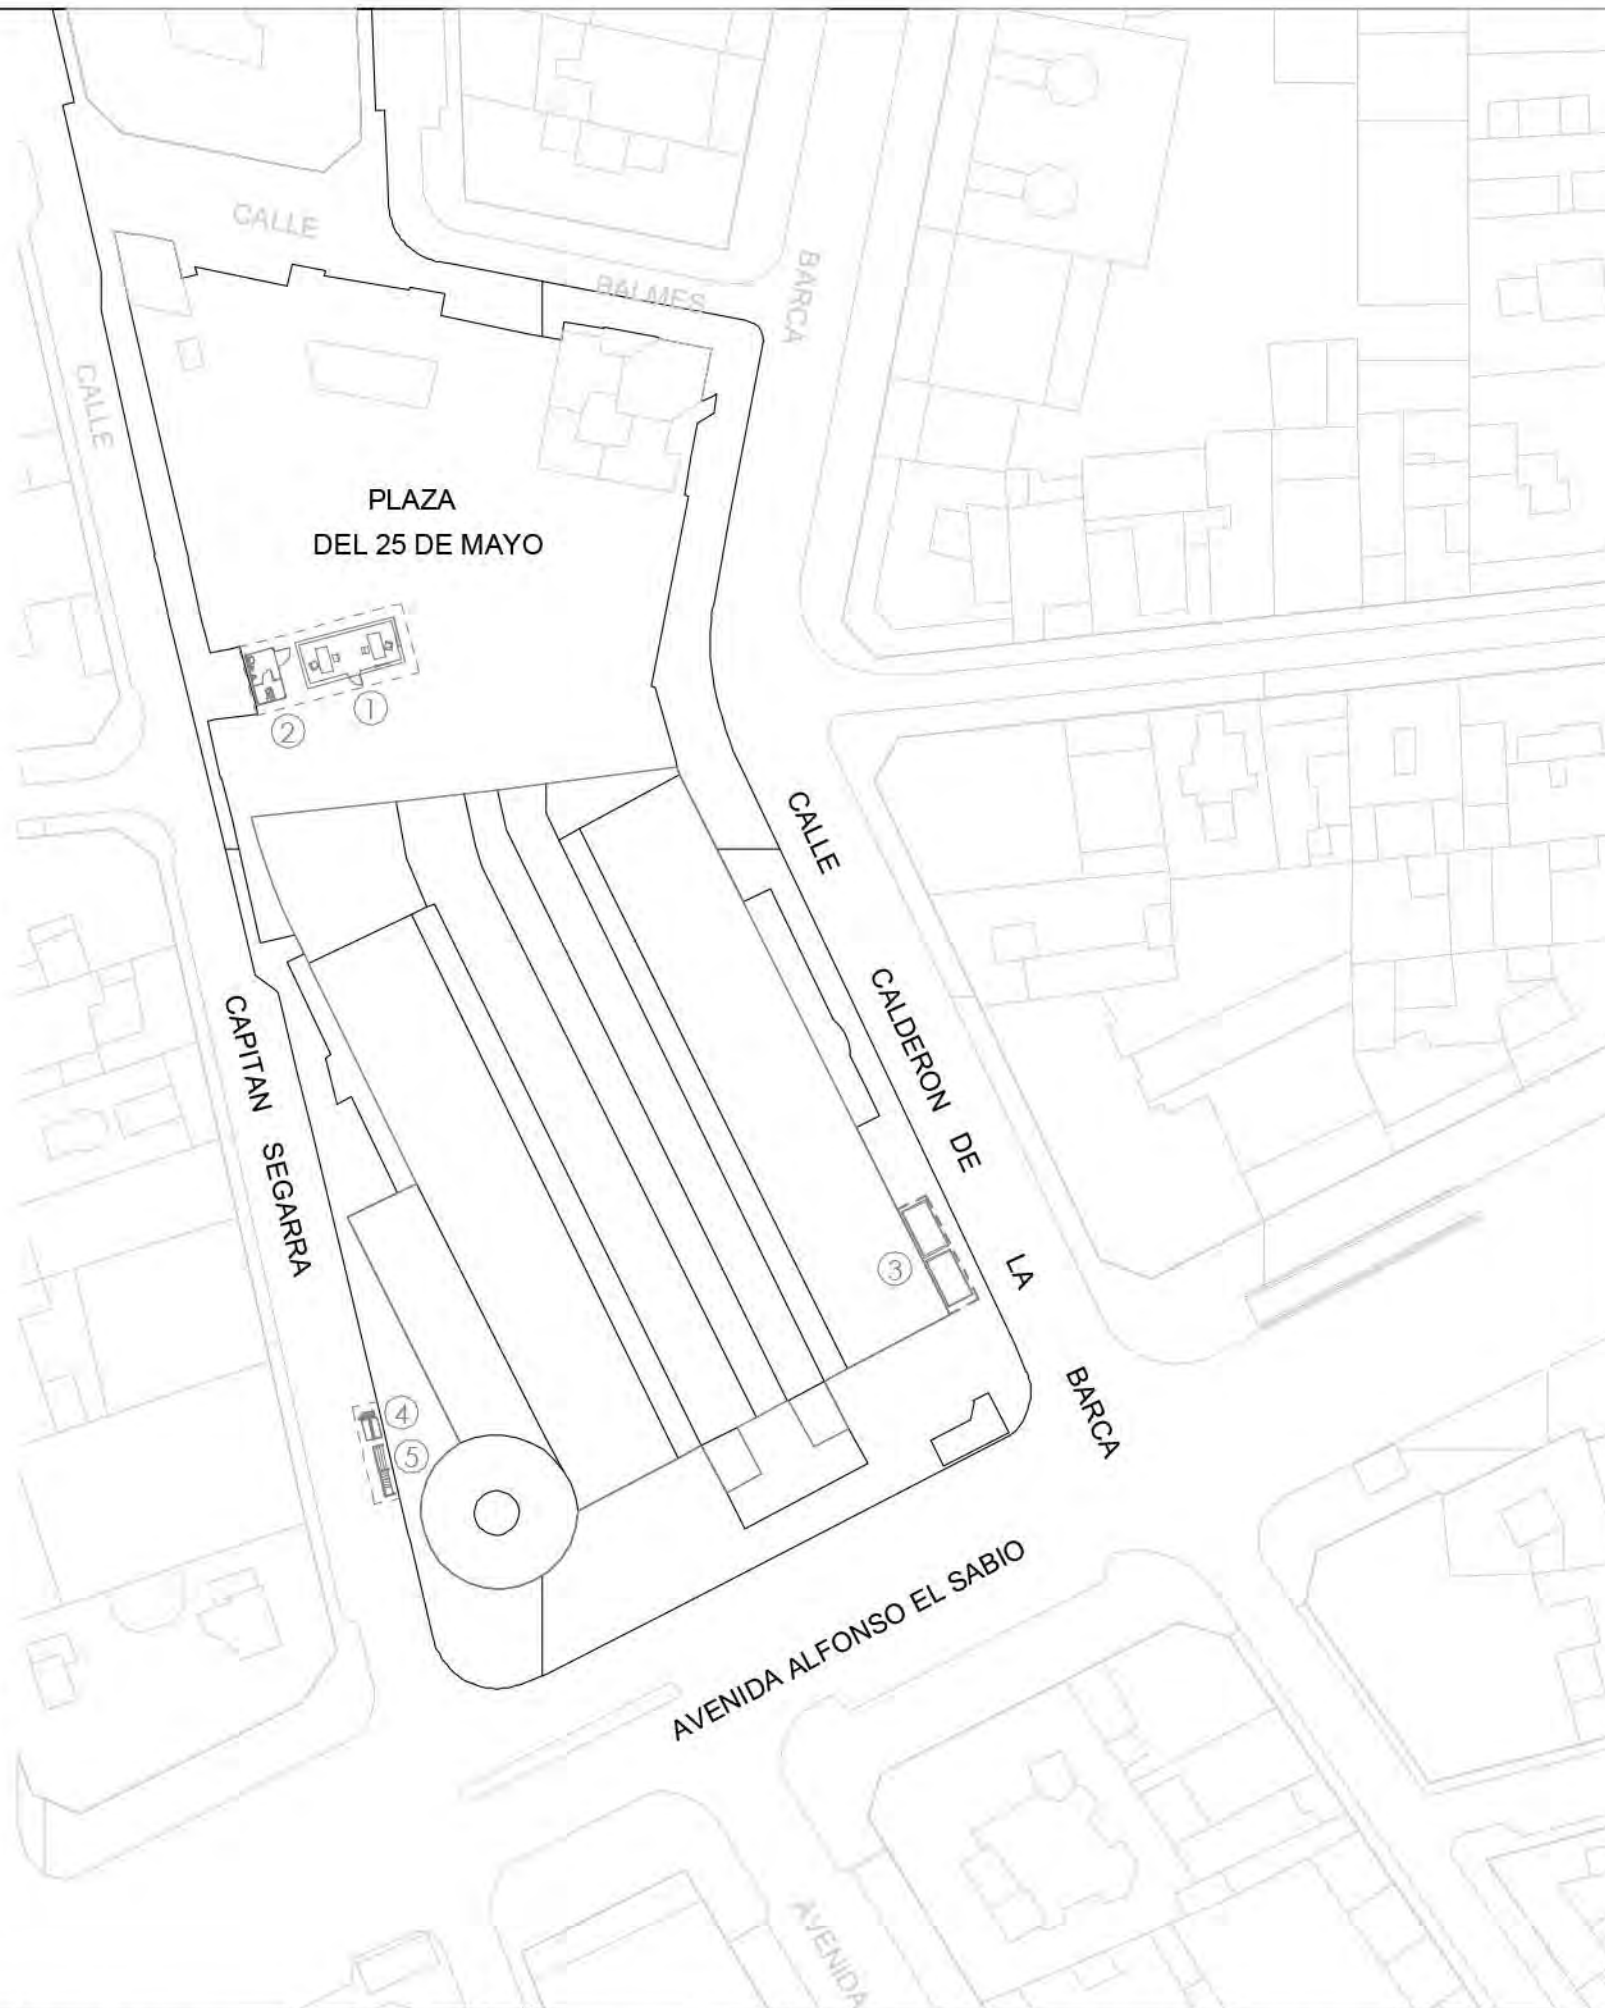 CALLE
BALMES
BARCA
CALLE
PLAZA
DEL 25 DE MAYO
1
2
CALLE
CALDERON
DE
LA
BARCA
CAPITAN
SEGARRA
3
4
5
AVENIDA ALFONSO EL SABIO
AVENIDA